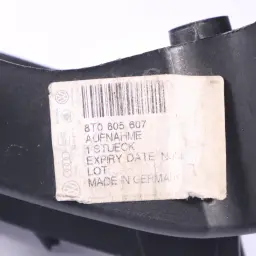 8T0 805 607
AUFNAHME
1 STUECK
EXPIRY DATE
LOT
MADE IN GERMANY